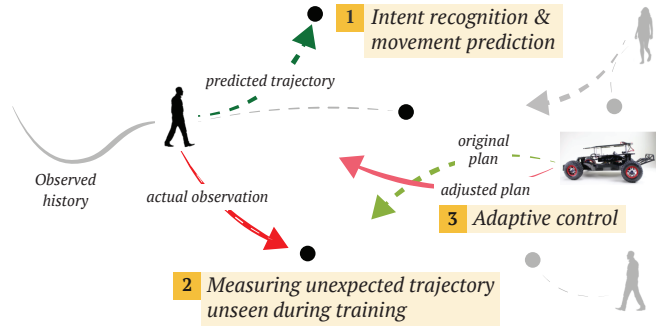 1 Intent recognition &
movement prediction
predicted trajectory
Observed
history
actual observation
original
plan
adjusted plan
3 Adaptive control
2 Measuring unexpected trajectory
unseen during training